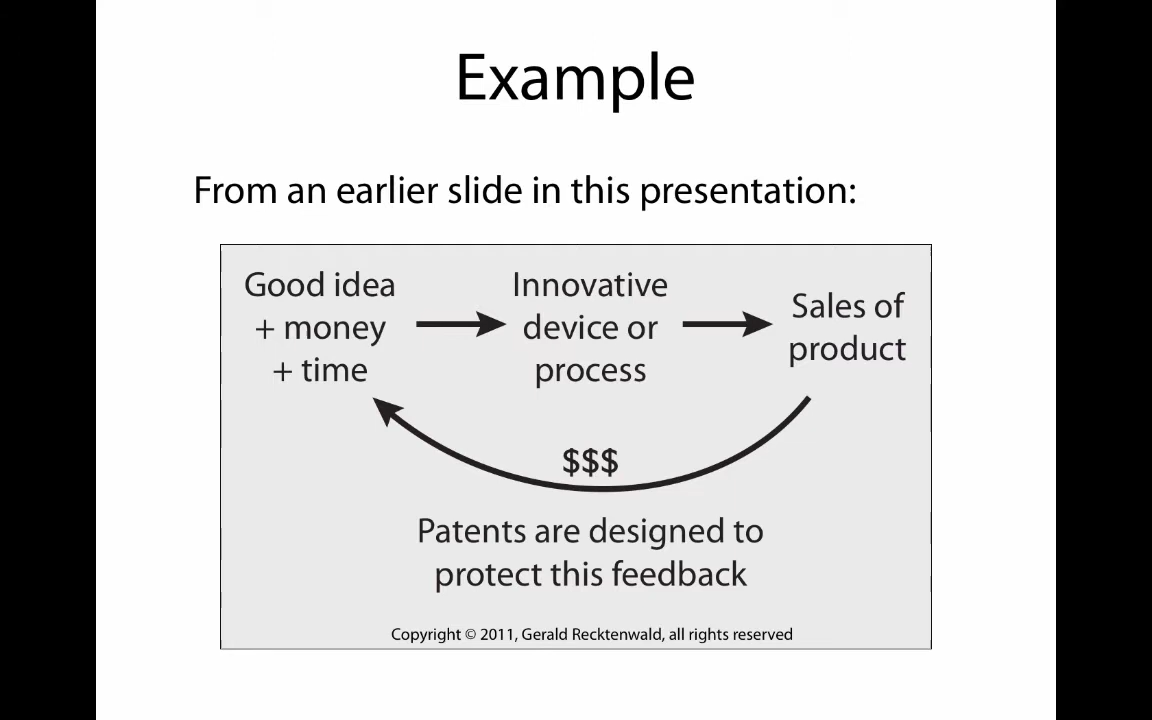 Example
From an earlier slide in this presentation:
Good idea
+ money
+ time
Innovative
device or
process
Sales of
product
$$$
Patents are designed to
protect this feedback
Copyright © 2011, Gerald Recktenwald, all rights reserved